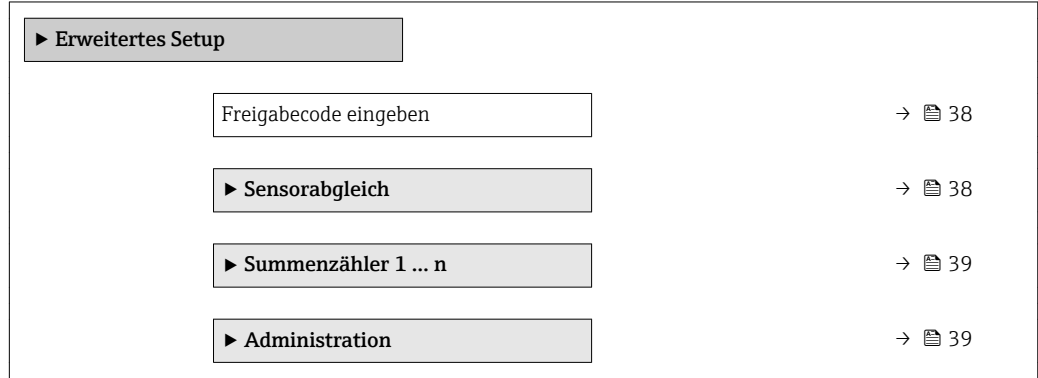 ▶ Erweitertes Setup
Freigabecode eingeben → 38
▶ Sensorabgleich → 38
▶ Summenzähler 1 … n → 39
▶ Administration → 39